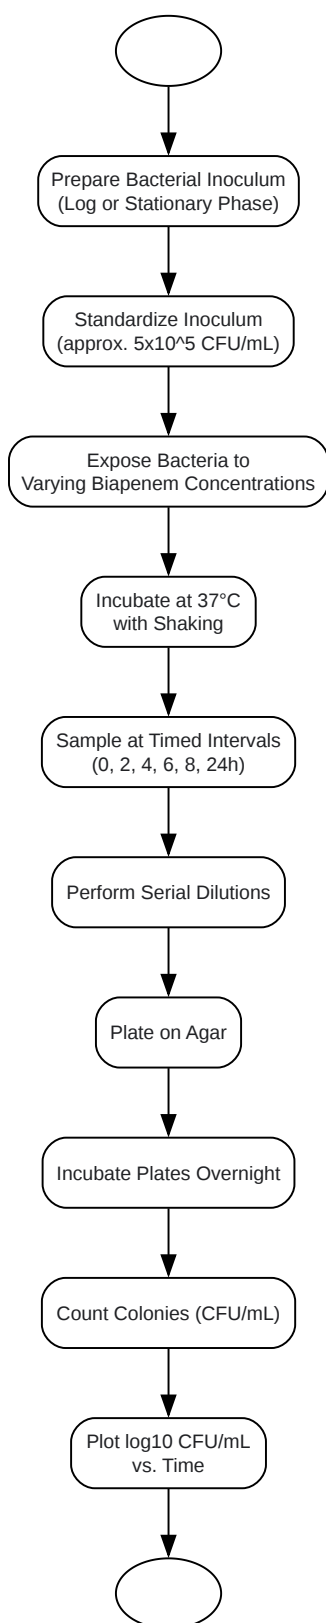 Prepare Bacterial Inoculum
(Log or Stationary Phase)
Standardize Inoculum
(approx. 5x10^5 CFU/mL)
Expose Bacteria to
Varying Biapenem Concentrations
Incubate at 37°C
with Shaking
Sample at Timed Intervals
(0, 2, 4, 6, 8, 24h)
Perform Serial Dilutions
Plate on Agar
Incubate Plates Overnight
Count Colonies (CFU/mL)
Plot log10 CFU/mL
vs. Time